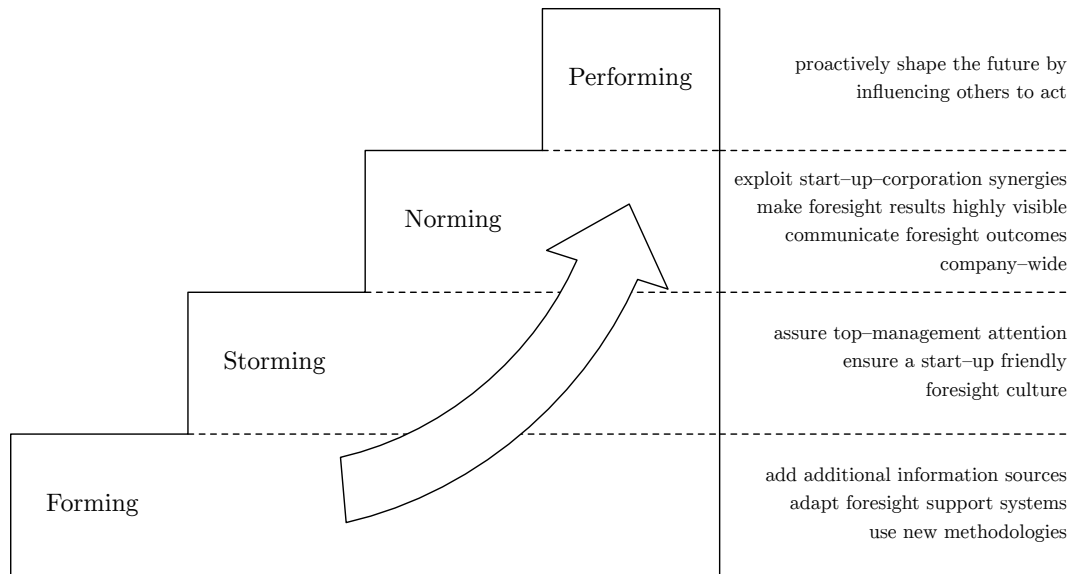 Performing
proactively shape the future by
influencing others to act
Norming
exploit start–up–corporation synergies
make foresight results highly visible
communicate foresight outcomes
company–wide
Storming
assure top–management attention
ensure a start–up friendly
foresight culture
Forming
add additional information sources
adapt foresight support systems
use new methodologies